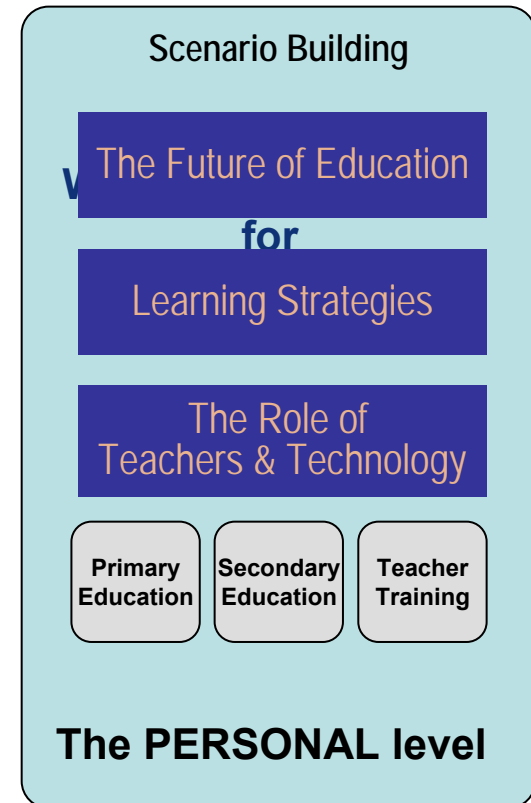 Scenario Building
The Future of Education
for
Learning Strategies
The Role of
Teachers & Technology
Primary
Education
Secondary
Education
Teacher
Training
The PERSONAL level